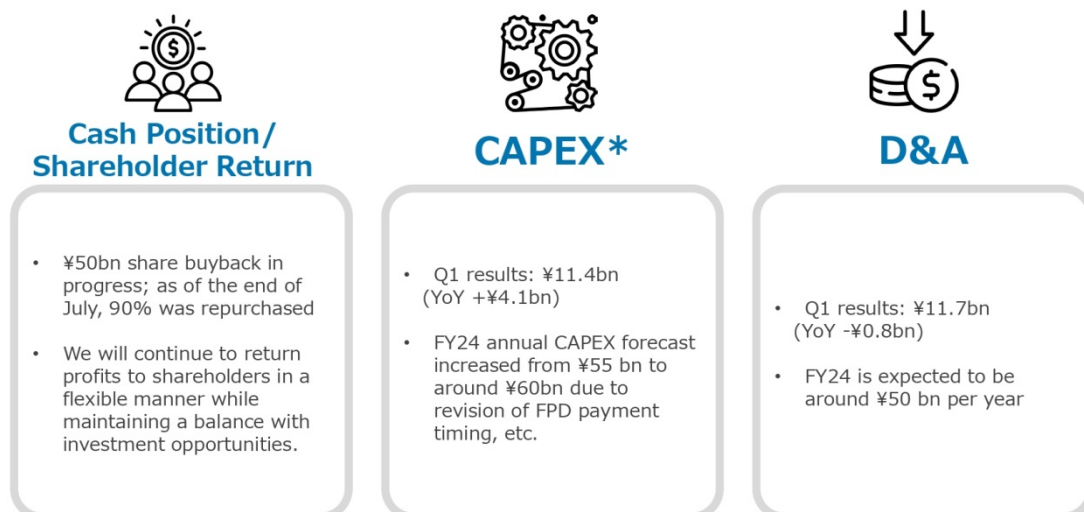 Cash Position/
Shareholder Return
• ¥50bn share buyback in
progress; as of the end of
July, 90% was repurchased
• We will continue to return
profits to shareholders in a
flexible manner while
maintaining a balance with
investment opportunities.
CAPEX*
• Q1 results: ¥11.4bn
(YoY +¥4.1bn)
• FY24 annual CAPEX forecast
increased from ¥55 bn to
around ¥60bn due to
revision of FPD payment
timing, etc.
D&A
• Q1 results: ¥11.7bn
(YoY -¥0.8bn)
• FY24 is expected to be
around ¥50 bn per year